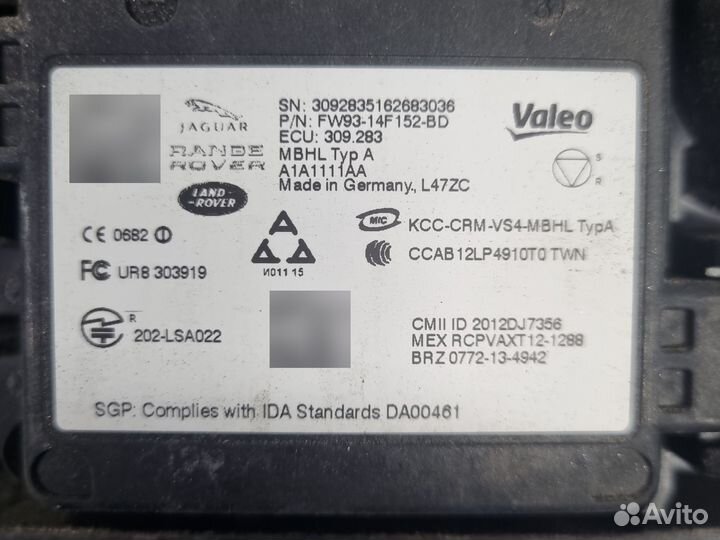 JAGUAR
RANGE
ROVER
LAND-
-ROVER
SN: 3092835162683036
P/N: FW93-14F152-BD
ECU: 309.283
MBHL Typ A
A1A1111AA
Made in Germany., L47ZC
Valeo
S
R
CE 0682
FC UR8 303919
R
202-LSA022
A
A A
N011 15
MIC KCC-CRM-VS4-MBHL TypA
CCAB12LP4910T0 TWN
CMII ID 2012DJ7356
MEX RCPVAXT12-1288
BRZ 0772-13-4942
SGP: Complies with IDA Standards DA00461
Avito